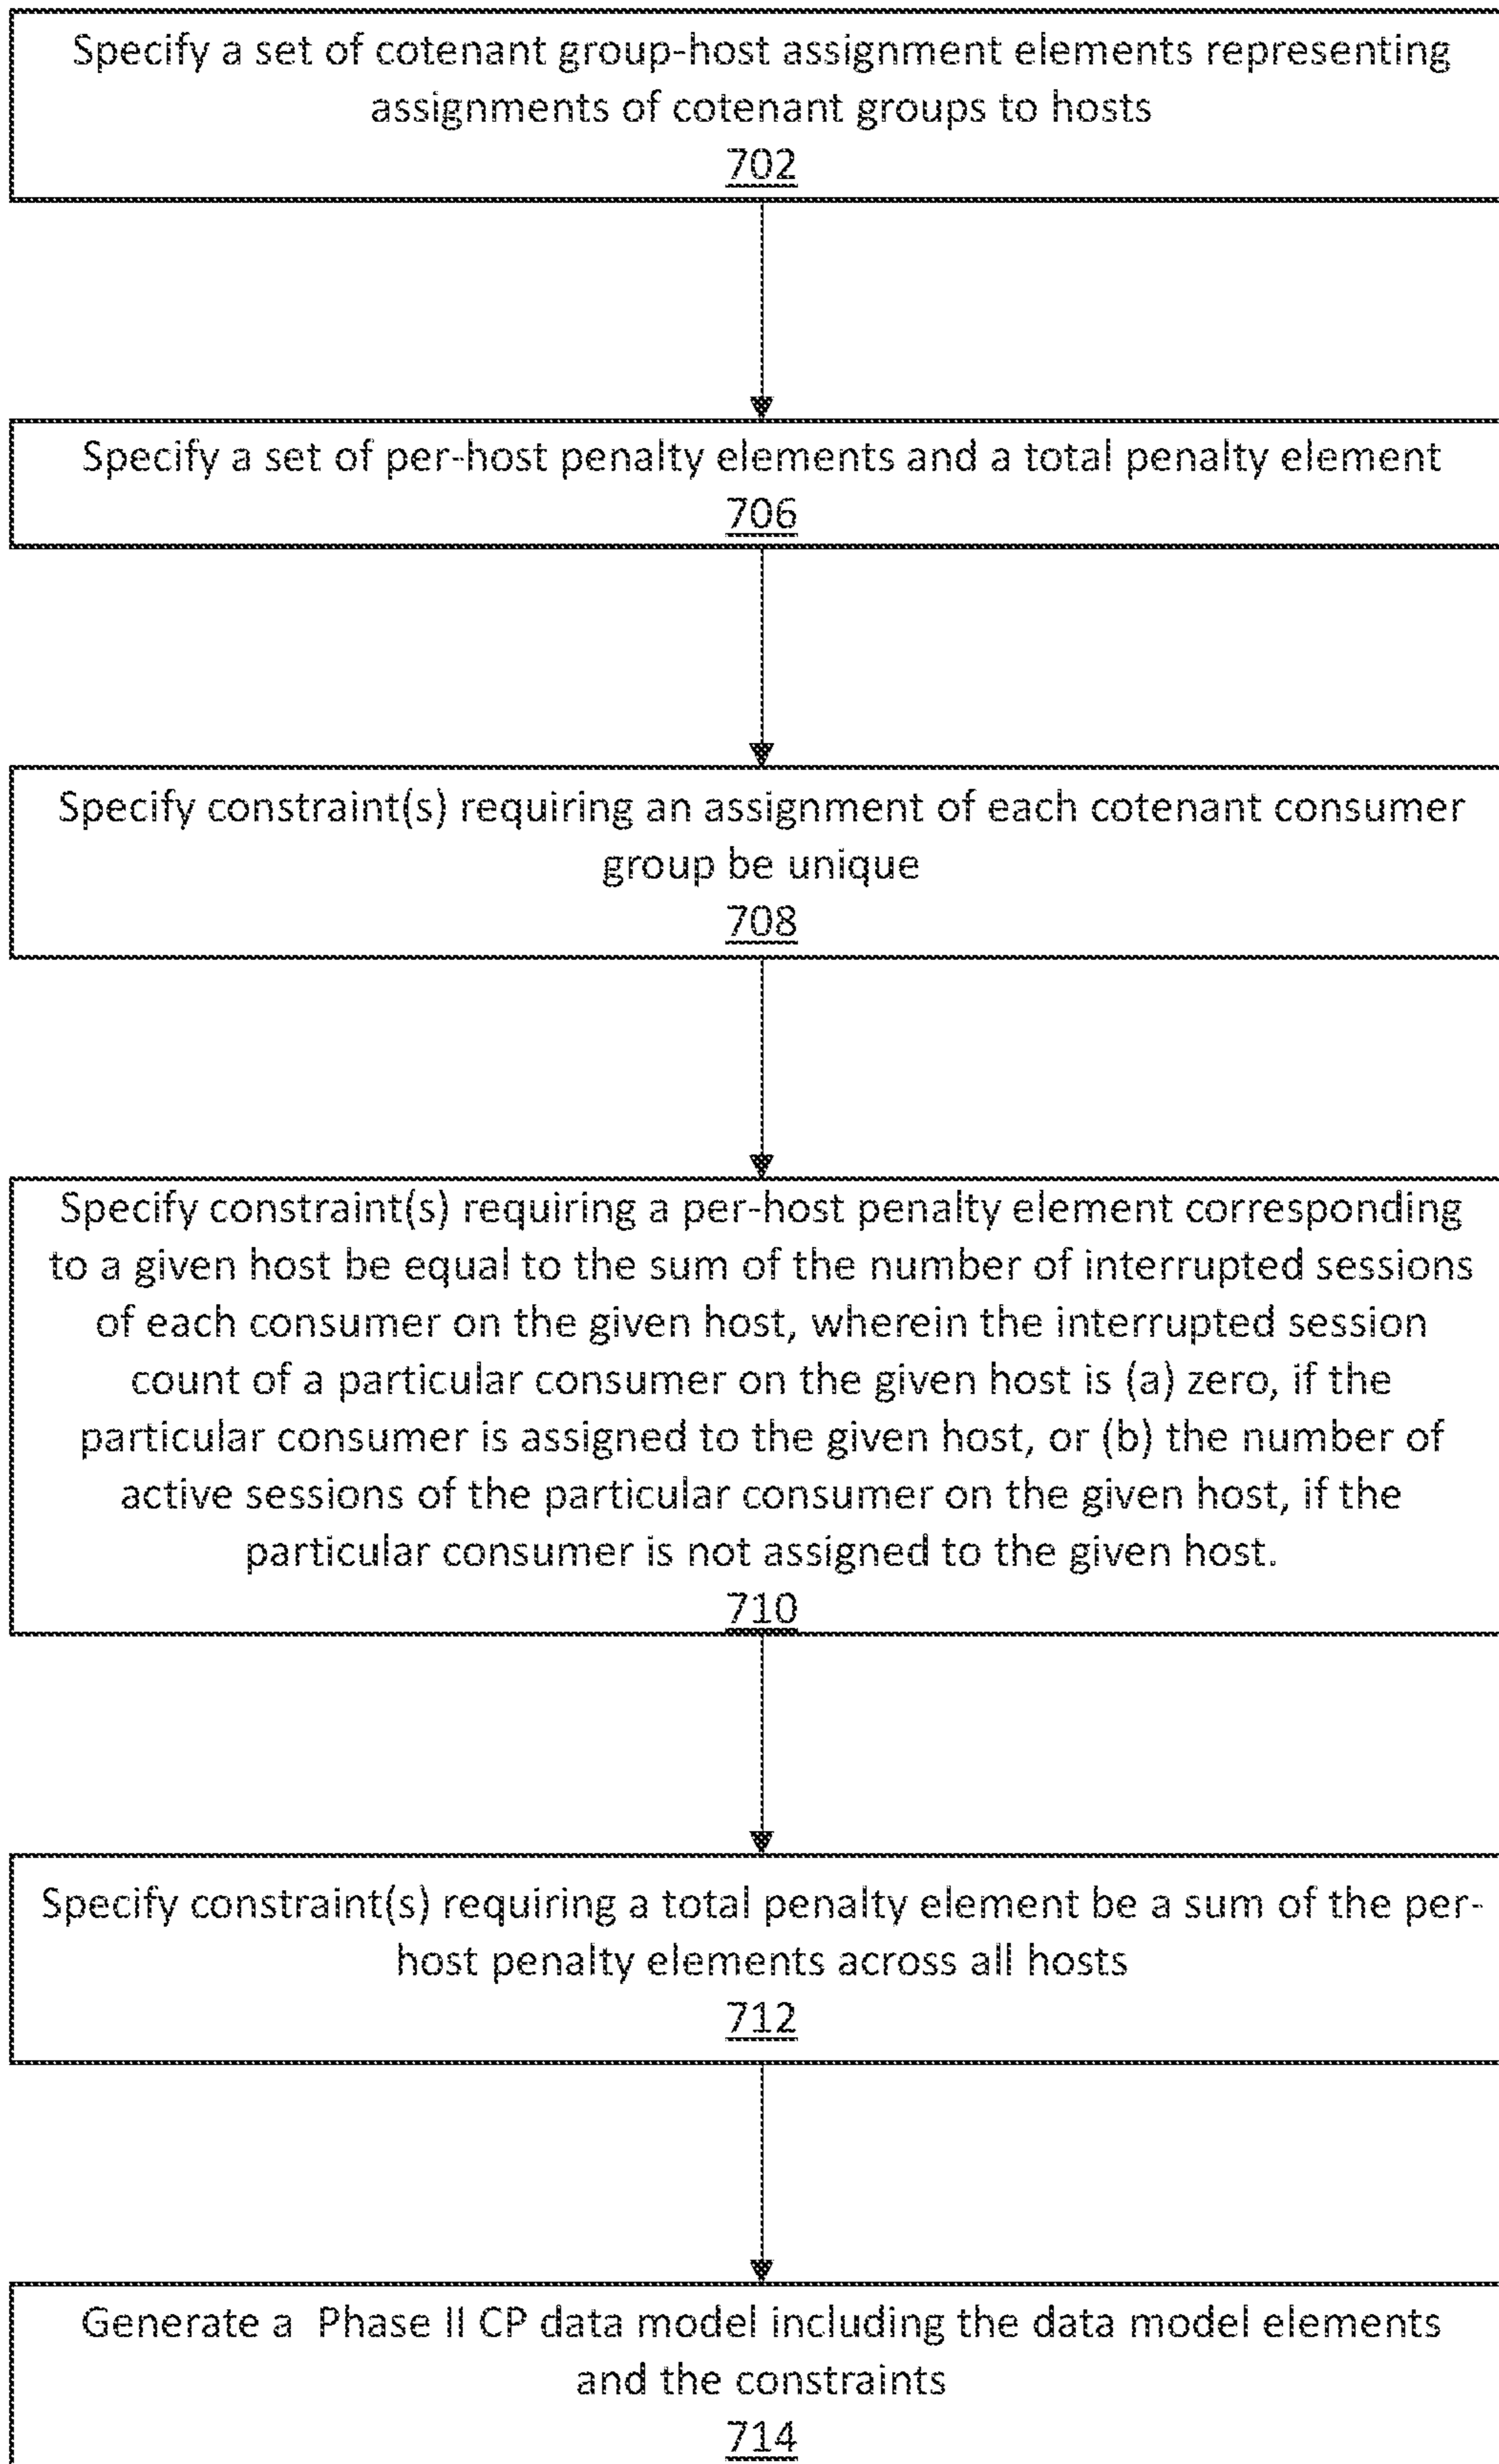 Specify a set of cotenant group-host assignment elements representing
assignments of cotenant groups to hosts
702
Specify a set of per-host penalty elements and a total penalty element
706
Specify constraint(s) requiring an assignment of each cotenant consumer
group be unique
708
Specify constraint(s) requiring a per-host penalty element corresponding
to a given host be equal to the sum of the number of interrupted sessions
of each consumer on the given host, wherein the interrupted session
count of a particular consumer on the given host is (a) zero, if the
particular consumer is assigned to the given host, or (b) the number of
active sessions of the particular consumer on the given host, if the
particular consumer is not assigned to the given host.
710
Specify constraint(s) requiring a total penalty element be a sum of the per-
host penalty elements across all hosts
712
Generate a Phase II CP data model including the data model elements
and the constraints
714